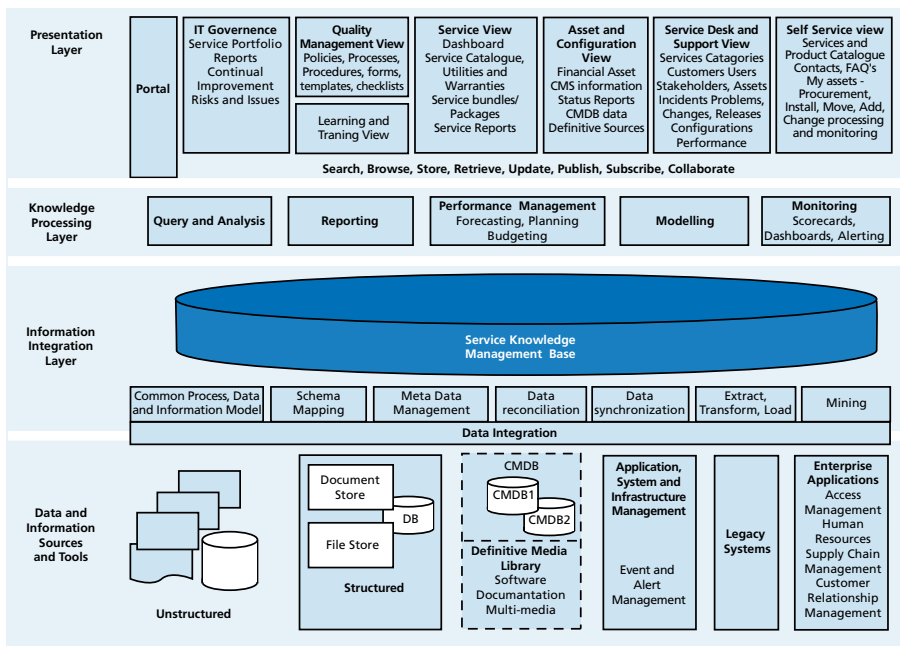 Presentation
Layer
Portal
IT Governence
Service Portfolio
Reports
Continual
Improvement
Risks and Issues
Quality
Management View
Policies, Processes,
Procedures, forms,
templates, checklists
Learning and
Traning View
Service View
Dashboard
Service Catalogue,
Utilities and
Warranties
Service bundles/
Packages
Service Reports
Asset and
Configuration
View
Financial Asset
CMS information
Status Reports
CMDB data
Definitive Sources
Service Desk and
Support View
Services Catagories
Customers Users
Stakeholders, Assets
Incidents Problems,
Changes, Releases
Configurations
Performance
Self Service view
Services and
Product Catalogue
Contacts, FAQ's
My assets -
Procurement,
Install, Move, Add,
Change processing
and monitoring
Search, Browse, Store, Retrieve, Update, Publish, Subscribe, Collaborate
Knowledge
Processing
Layer
Query and Analysis
Reporting
Performance Management
Forecasting, Planning
Budgeting
Modelling
Monitoring
Scorecards,
Dashboards, Alerting
Information
Integration
Layer
Service Knowledge
Management Base
Common Process, Data
and Information Model
Schema
Mapping
Meta Data
Management
Data
reconciliation
Data
synchronization
Extract,
Transform, Load
Mining
Data Integration
Data and
Information
Sources
and Tools
Unstructured
Document
Store
DB
File Store
Structured
CMDB
CMDB1
CMDB2
Definitive Media
Library
Software
Documantation
Multi-media
Application,
System and
Infrastructure
Management
Event and
Alert
Management
Legacy
Systems
Enterprise
Applications
Access
Management
Human
Resources
Supply Chain
Management
Customer
Relationship
Management